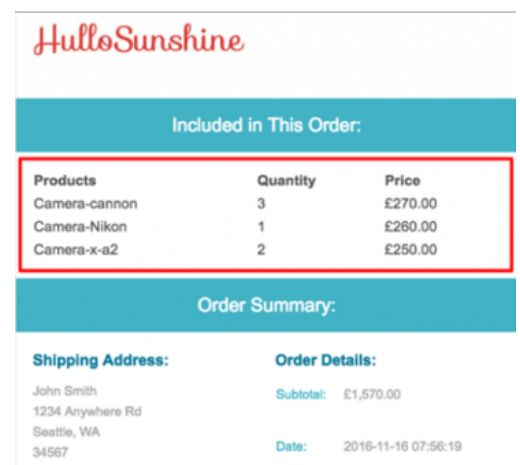 HulloSunshine
Included in This Order:
Products Quantity Price
Camera-cannon 3 £270.00
Camera-Nikon 1 £260.00
Camera-x-a2 2 £250.00
Order Summary:
Shipping Address: Order Details:
John Smith Subtotal: £1,570.00
1234 Anywhere Rd
Seattle, WA
34567 Date: 2016-11-16 07:56:19